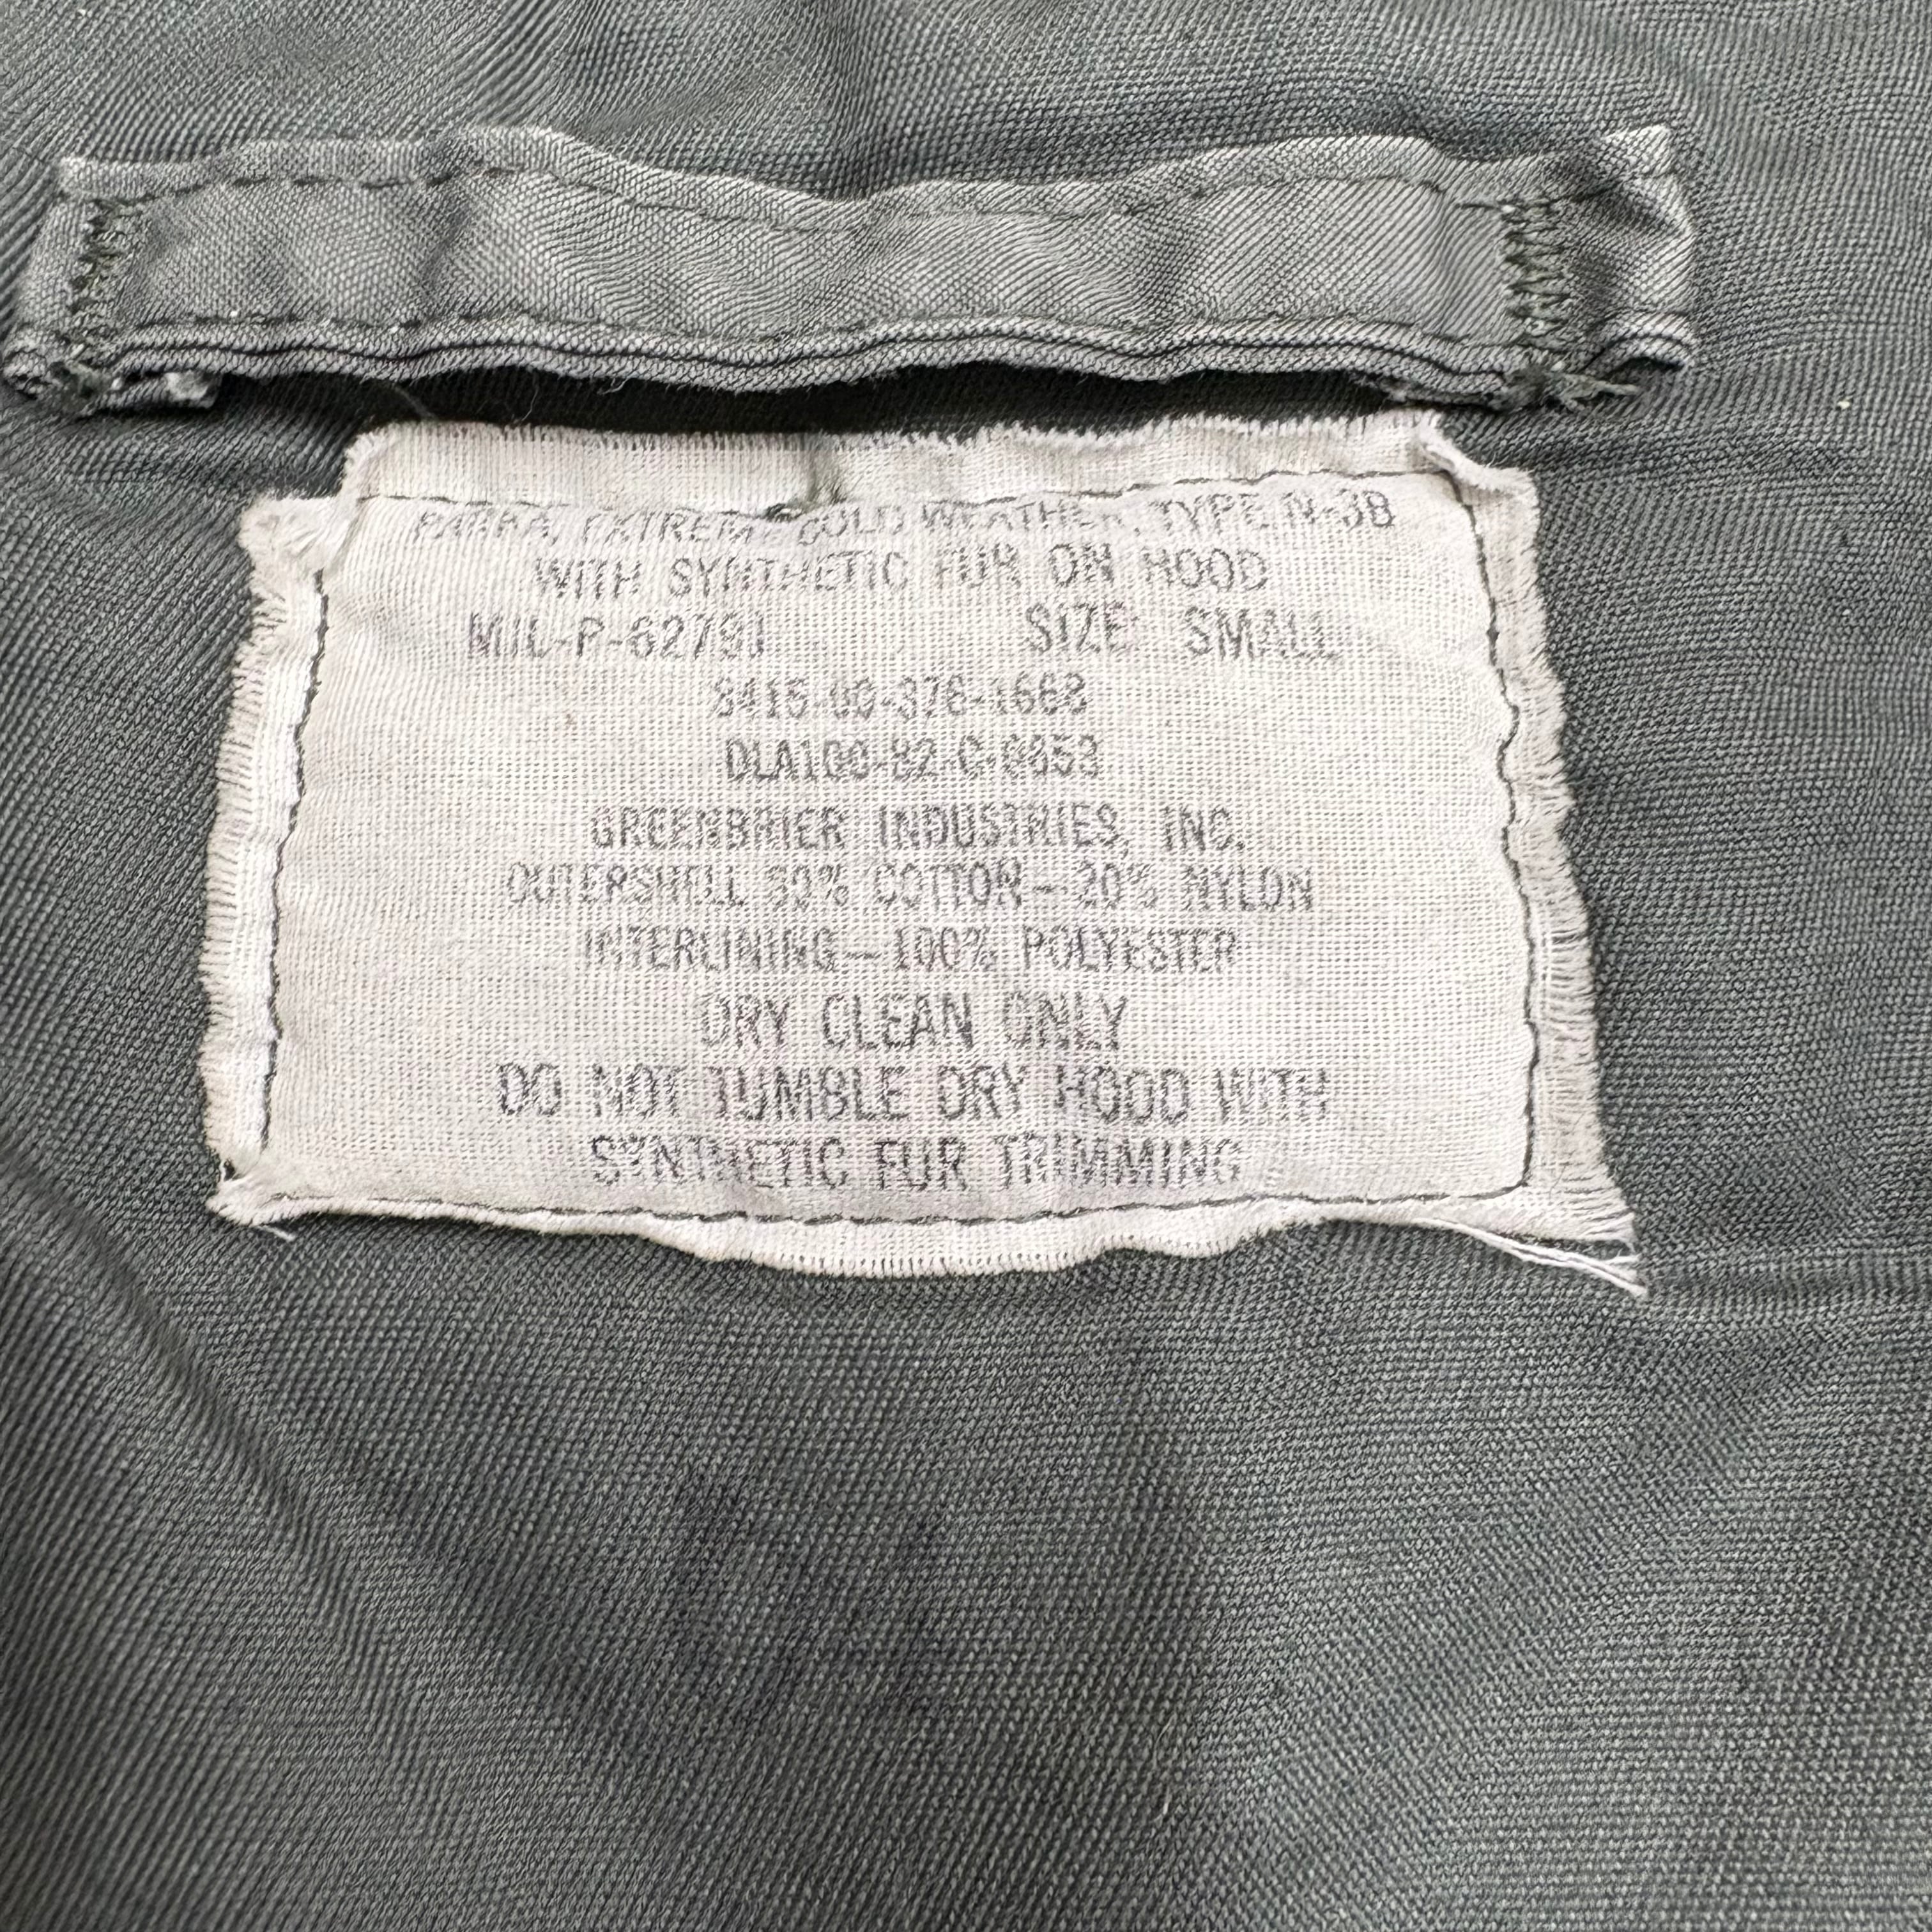 PARKA, EXTREME COLD WEATHER, TYPE N-3B
WITH SYNTHETIC FUR ON HOOD
MIL-P-6279J SIZE: SMALL
8415-00-376-1668
DLA100-82-C-0653
GREENBRIER INDUSTRIES, INC.
OUTERSHELL COTTON - 20% NYLON
INTERLINING - 100% POLYESTER
DRY CLEAN ONLY
DO NOT TUMBLE DRY HOOD WITH
SYNTHETIC FUR TRIMMING